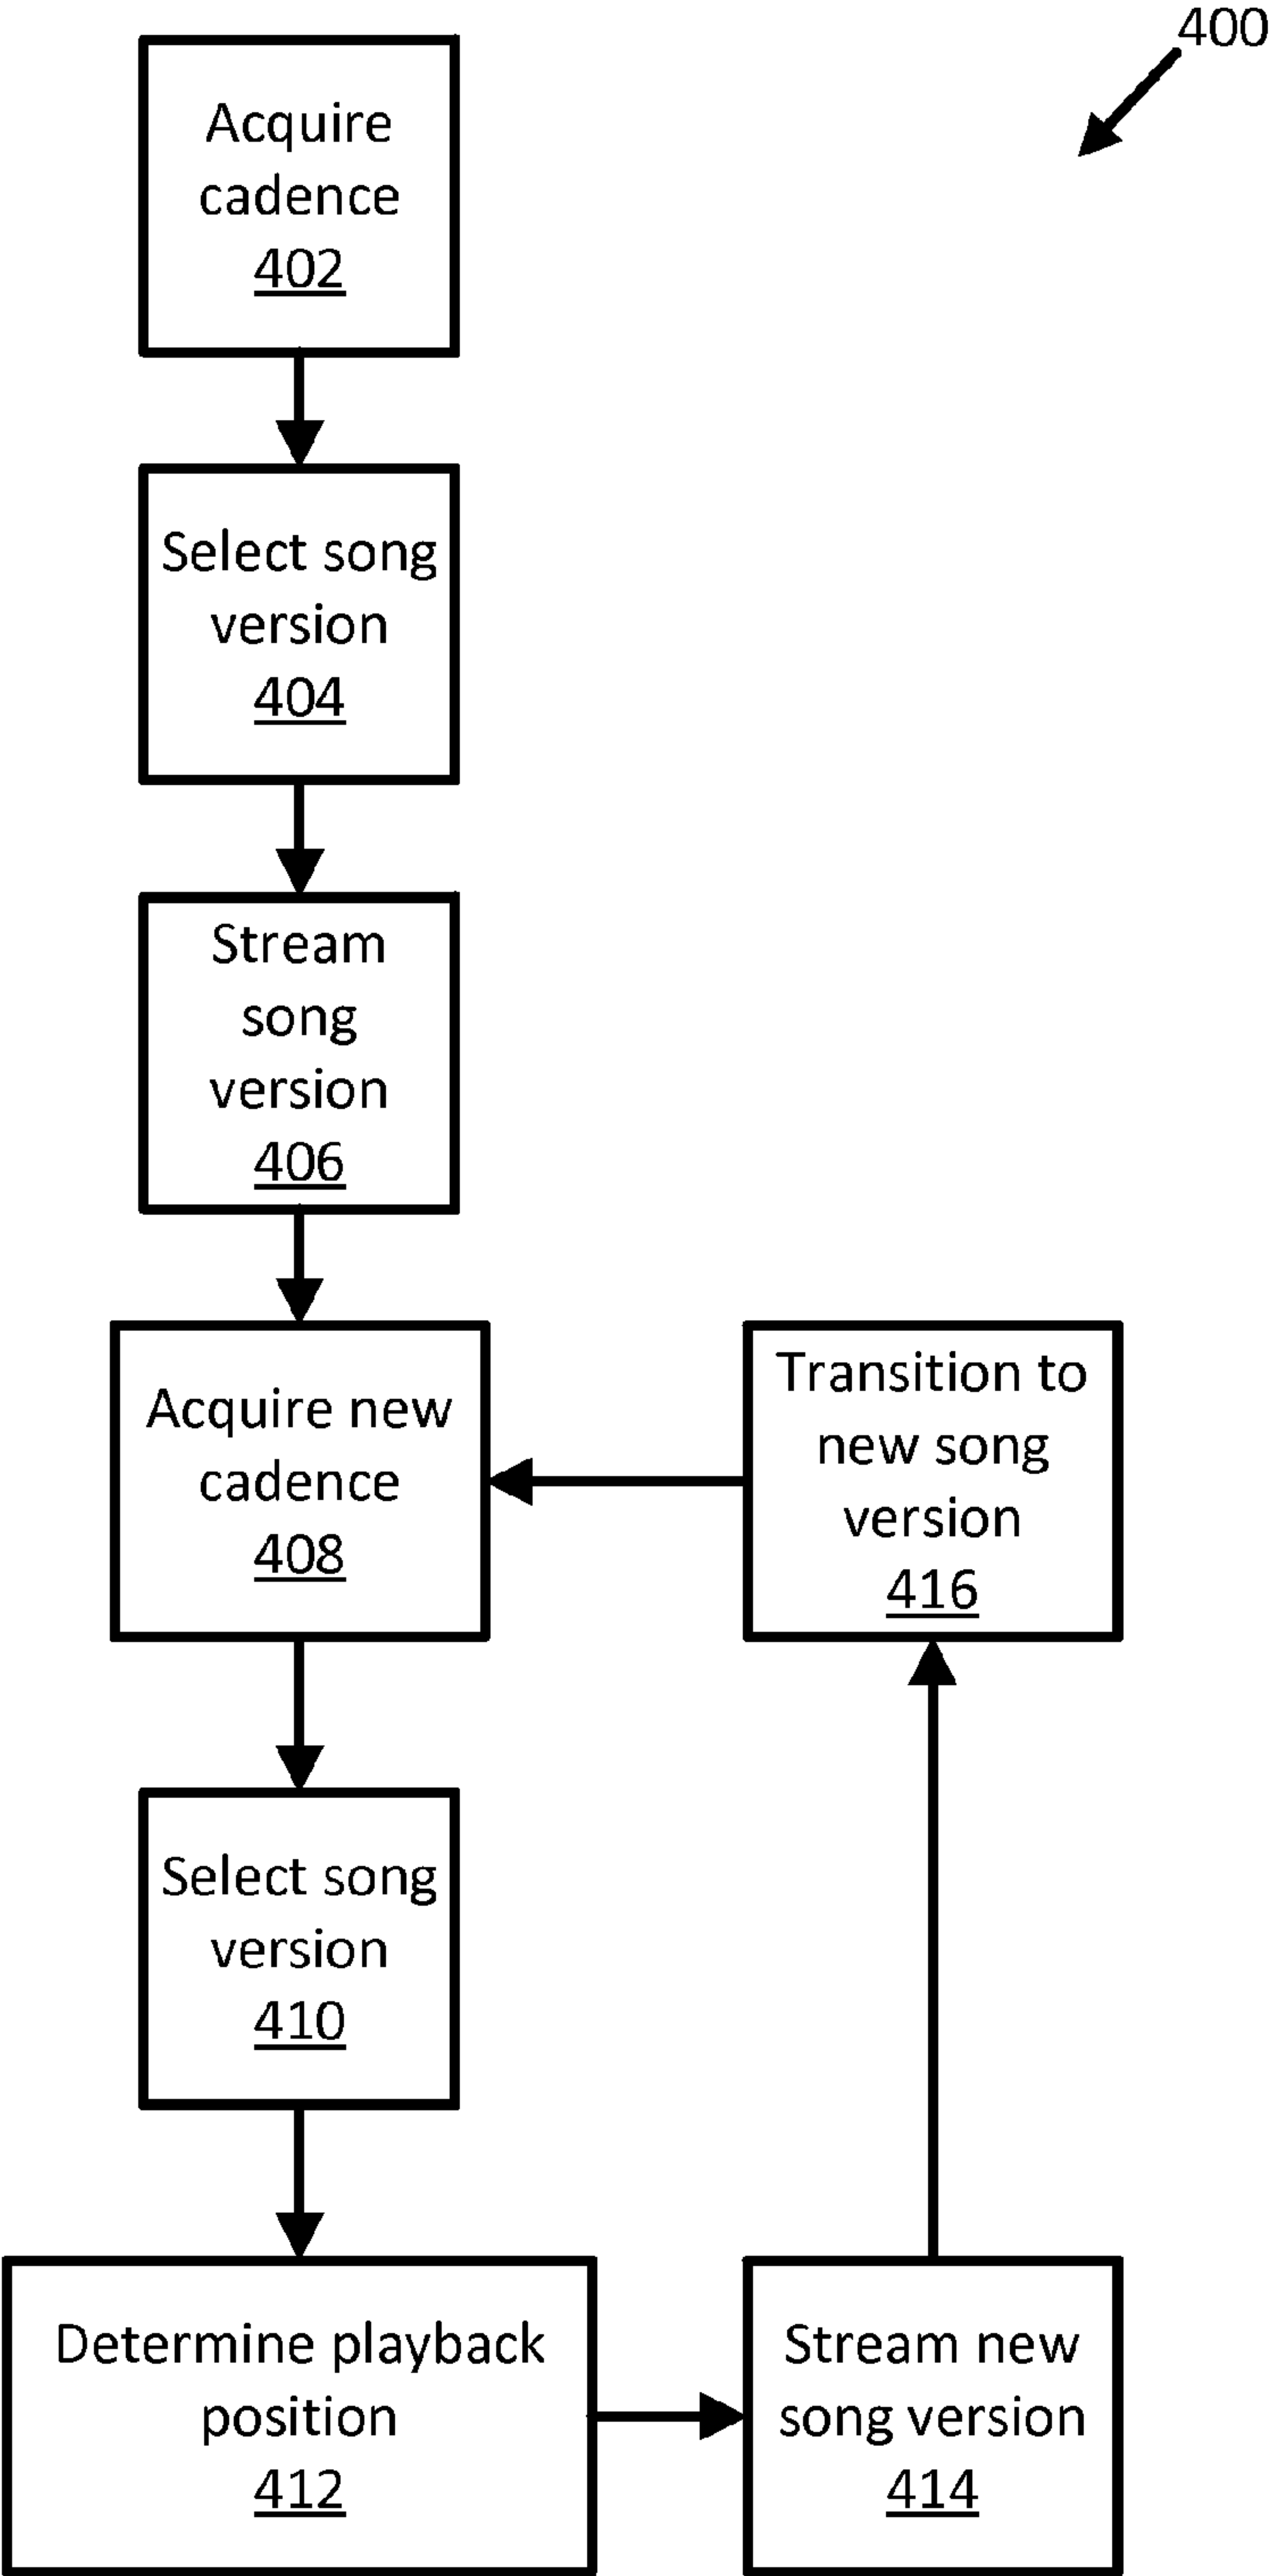 400
Acquire
cadence
402
Select song
version
404
Stream
song
version
406
Acquire new
cadence
408
Transition to
new song
version
416
Select song
version
410
Determine playback
position
412
Stream new
song version
414